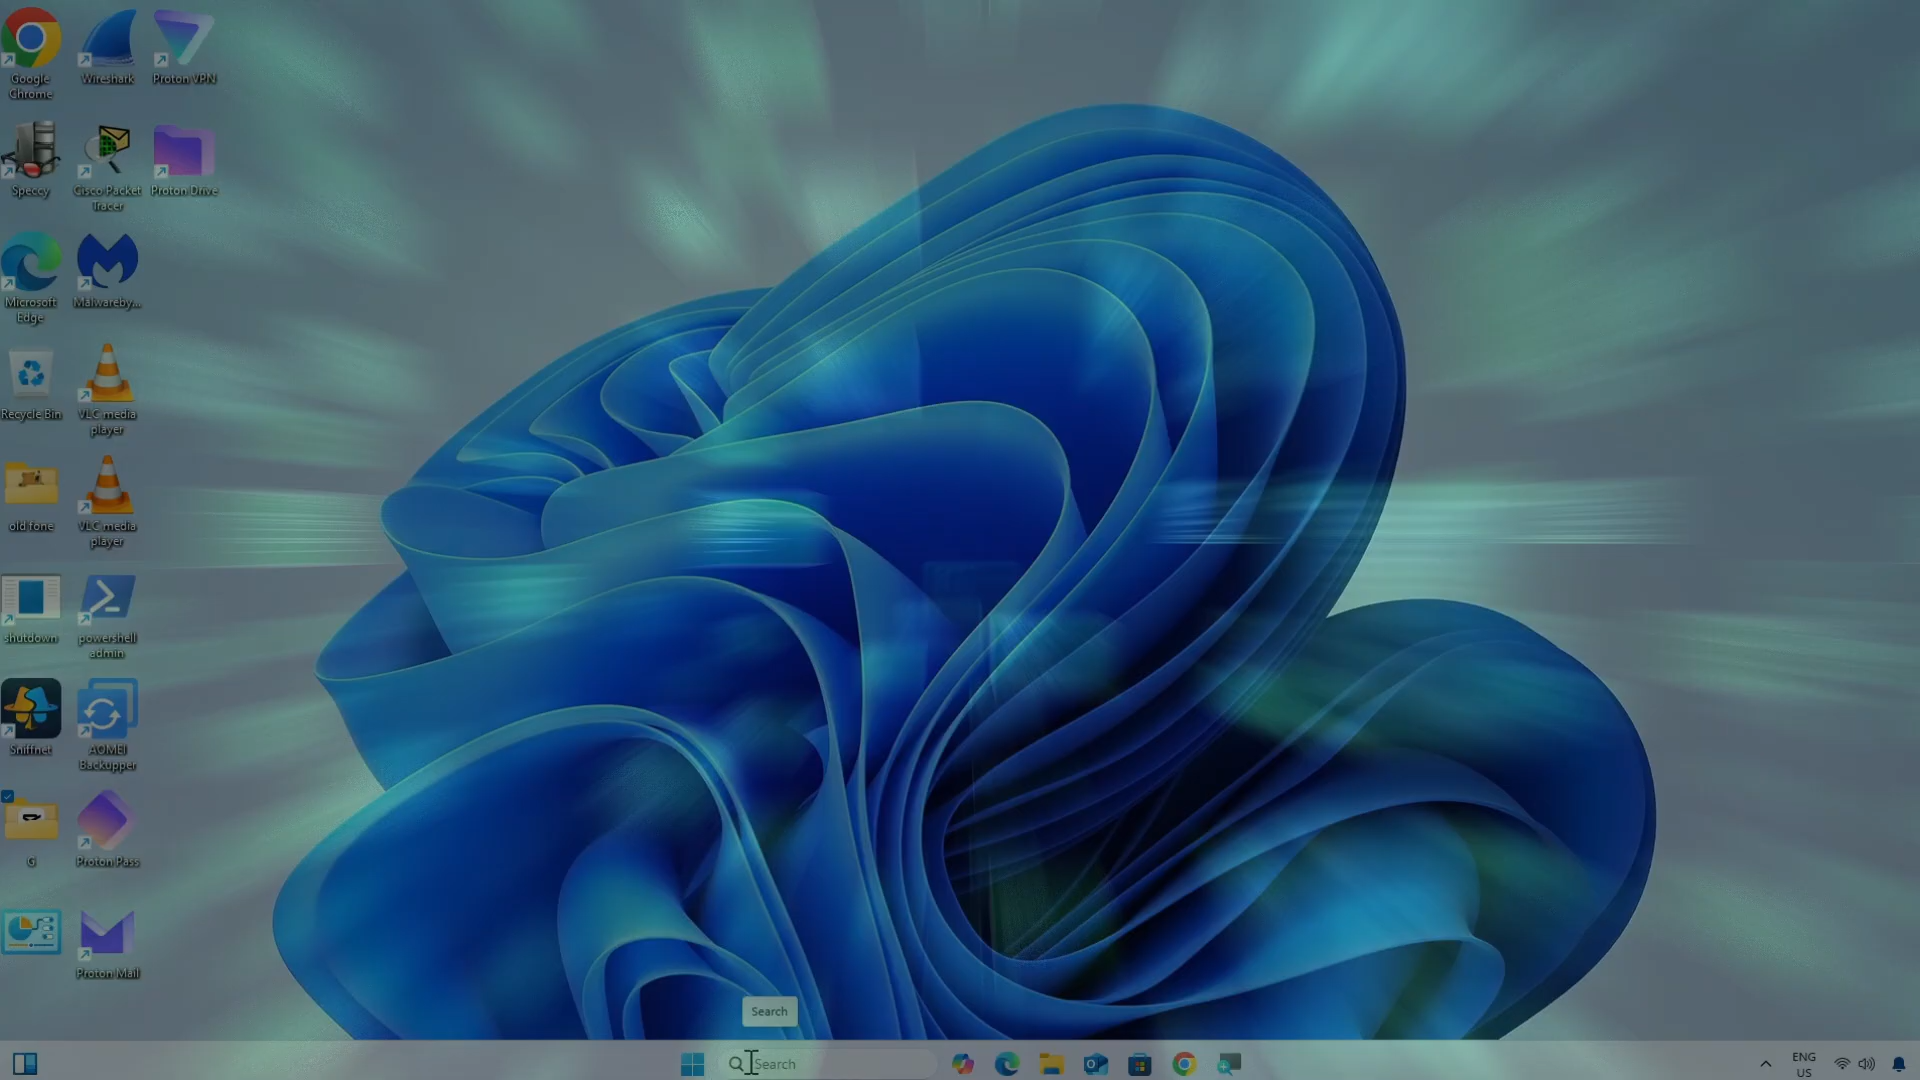 Google
Chrome
Wireshark
Proton VPN
Speccy
Cisco Packet
Tracer
Proton Drive
Microsoft
Edge
Malwareby...
Recycle Bin
VLC media
player
old fone
VLC media
player
shutdown
powershell
admin
Sniffnet
AOMEI
Backupper
G
Proton Pass
Proton Mail
Search
Search
ENG
US